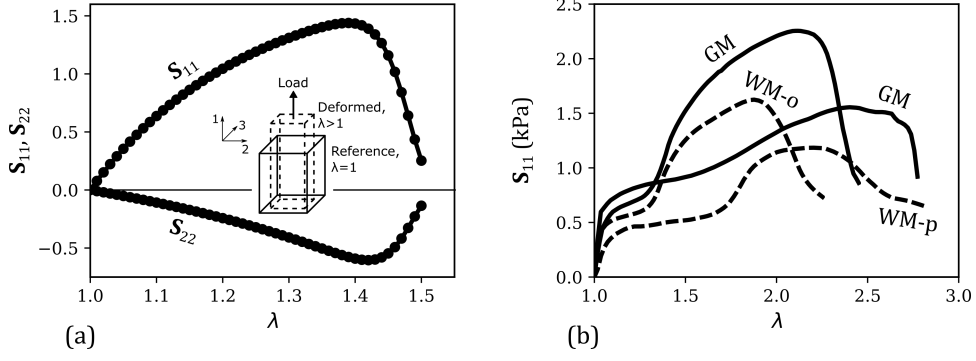 1.5
1.0
0.5
0.0
−0.5
S11, S22
S11
S22
Load
Deformed,
λ>1
Reference,
λ=1
1
3
2
1.0 1.1 1.2 1.3 1.4 1.5
λ
(a)
2.5
2.0
1.5
1.0
0.5
0.0
S11 (kPa)
GM
WM-o
GM
WM-p
1.0 1.5 2.0 2.5 3.0
λ
(b)